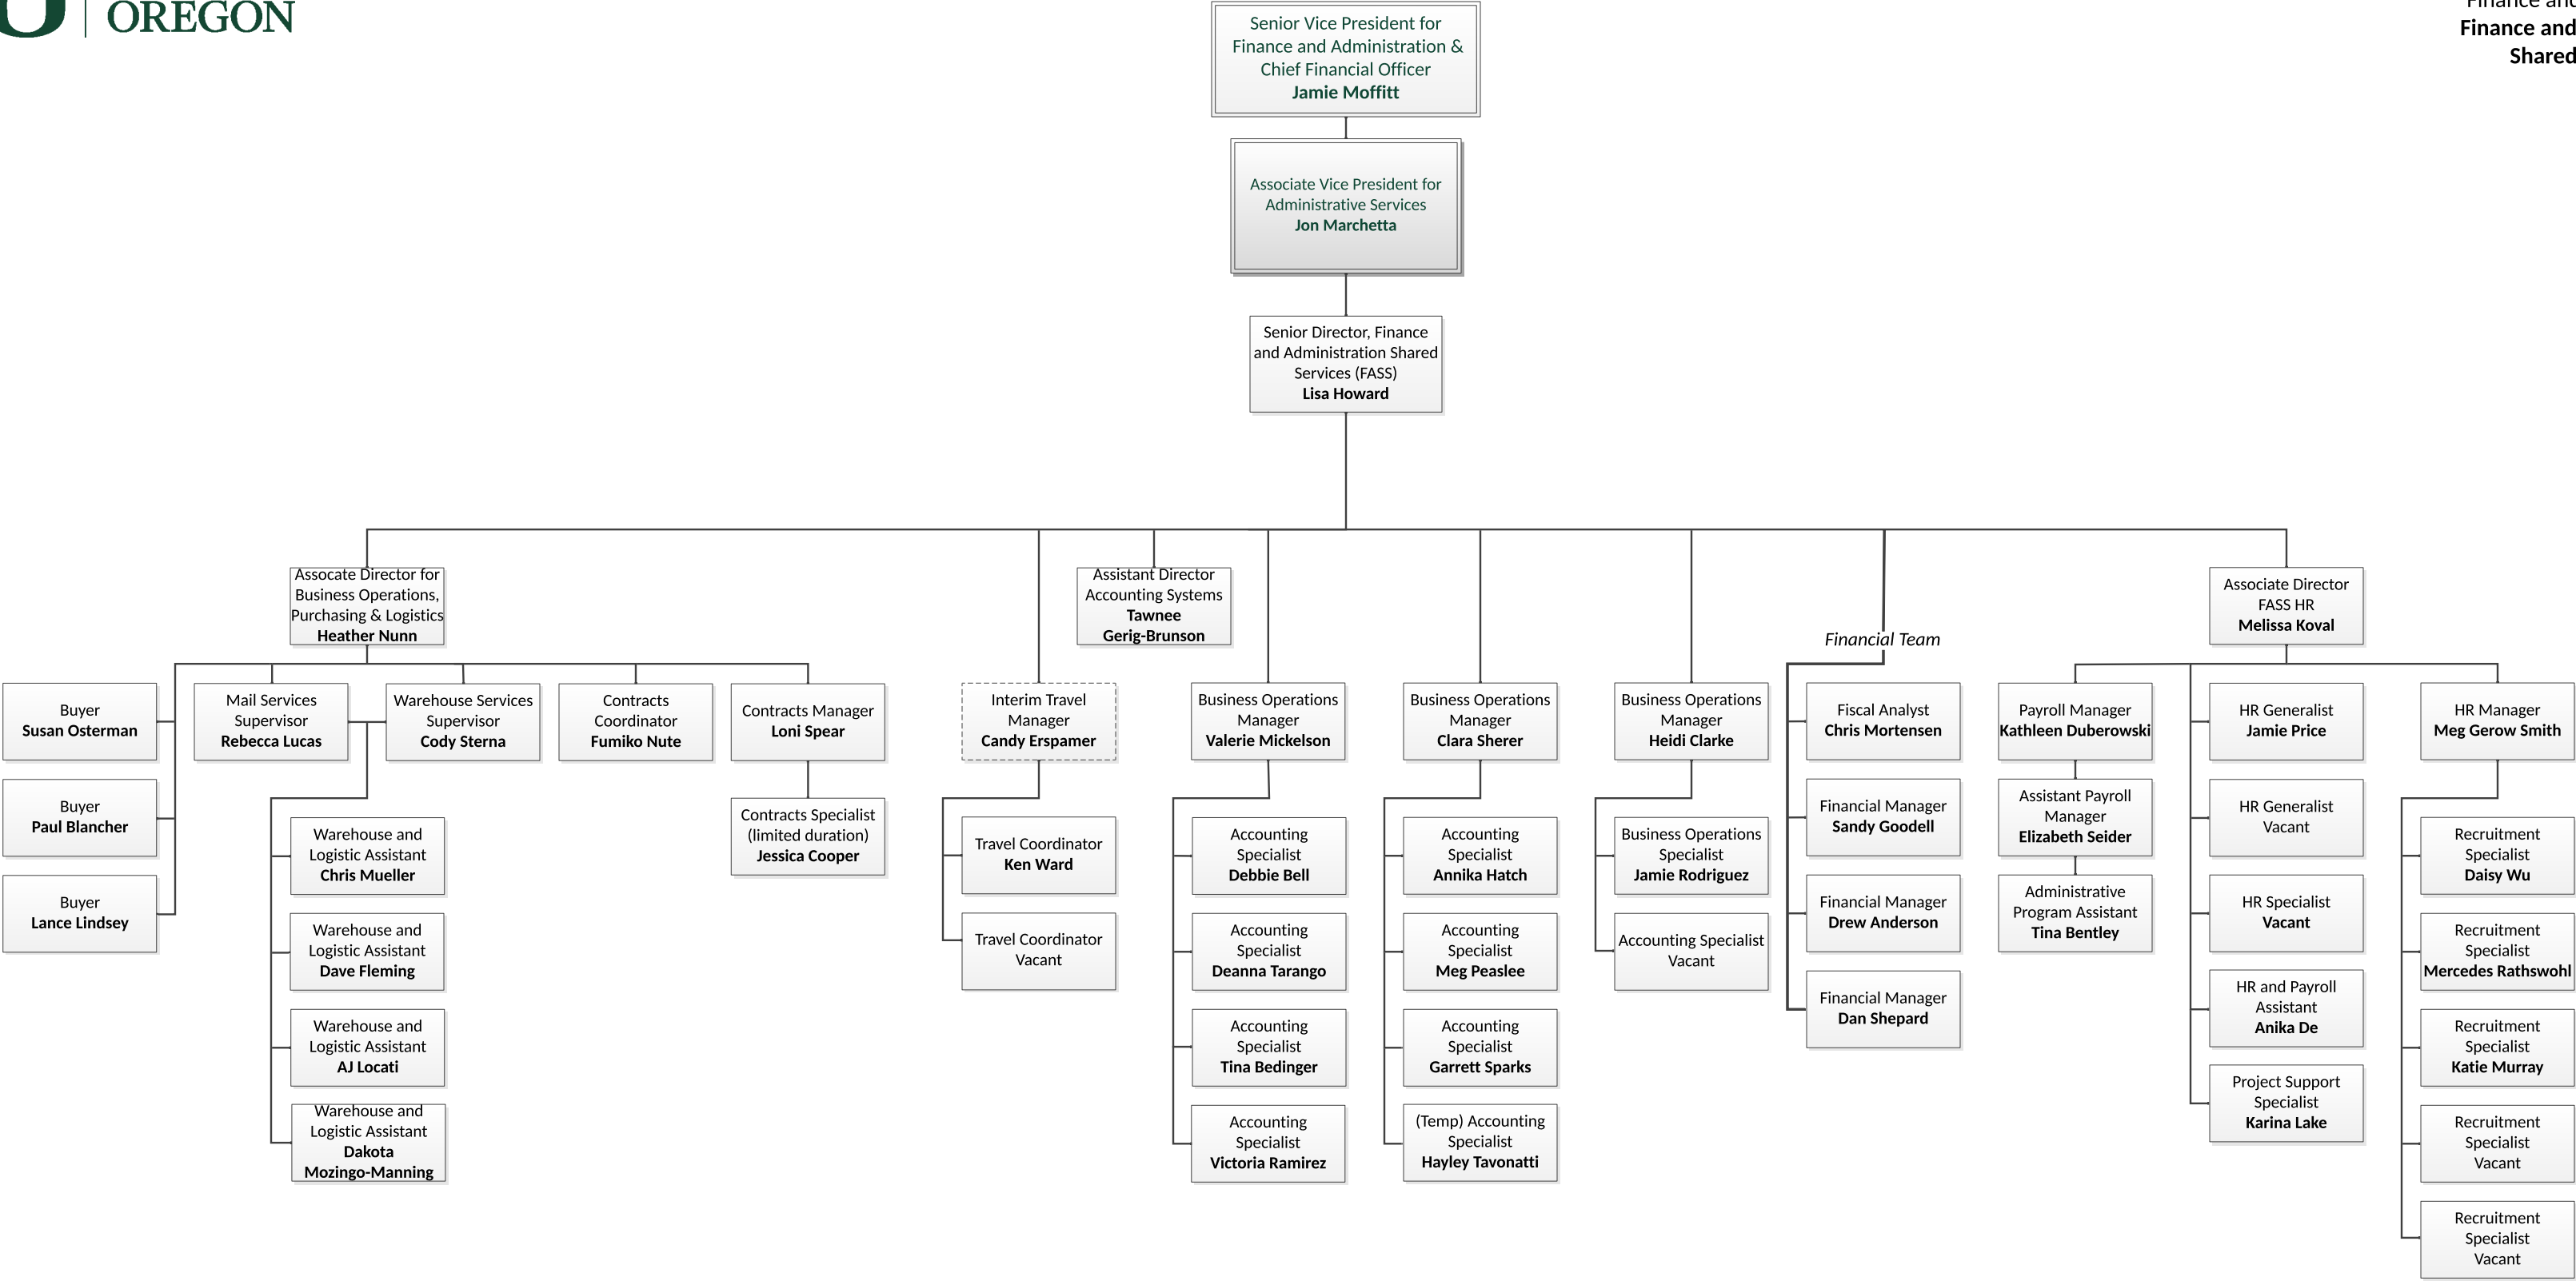 OREGON
Finance and
Finance and
Shared
Senior Vice President for
Finance and Administration &
Chief Financial Officer
Jamie Moffitt
Associate Vice President for
Administrative Services
Jon Marchetta
Senior Director, Finance
and Administration Shared
Services (FASS)
Lisa Howard
Assocate Director for
Business Operations,
Purchasing & Logistics
Heather Nunn
Assistant Director
Accounting Systems
Tawnee
Gerig-Brunson
Financial Team
Associate Director
FASS HR
Melissa Koval
Buyer
Susan Osterman
Buyer
Paul Blancher
Buyer
Lance Lindsey
Mail Services
Supervisor
Rebecca Lucas
Warehouse Services
Supervisor
Cody Sterna
Warehouse and
Logistic Assistant
Chris Mueller
Warehouse and
Logistic Assistant
Dave Fleming
Warehouse and
Logistic Assistant
AJ Locati
Warehouse and
Logistic Assistant
Dakota
Mozingo-Manning
Contracts
Coordinator
Fumiko Nute
Contracts Manager
Loni Spear
Contracts Specialist
(limited duration)
Jessica Cooper
Interim Travel
Manager
Candy Erspamer
Travel Coordinator
Ken Ward
Travel Coordinator
Vacant
Business Operations
Manager
Valerie Mickelson
Accounting
Specialist
Debbie Bell
Accounting
Specialist
Deanna Tarango
Accounting
Specialist
Tina Bedinger
Accounting
Specialist
Victoria Ramirez
Business Operations
Manager
Clara Sherer
Accounting
Specialist
Annika Hatch
Accounting
Specialist
Meg Peaslee
Accounting
Specialist
Garrett Sparks
(Temp) Accounting
Specialist
Hayley Tavonatti
Business Operations
Manager
Heidi Clarke
Business Operations
Specialist
Jamie Rodriguez
Accounting Specialist
Vacant
Fiscal Analyst
Chris Mortensen
Financial Manager
Sandy Goodell
Financial Manager
Drew Anderson
Financial Manager
Dan Shepard
Payroll Manager
Kathleen Duberowski
Assistant Payroll
Manager
Elizabeth Seider
Administrative
Program Assistant
Tina Bentley
HR Generalist
Jamie Price
HR Generalist
Vacant
HR Specialist
Vacant
HR and Payroll
Assistant
Anika De
Project Support
Specialist
Karina Lake
HR Manager
Meg Gerow Smith
Recruitment
Specialist
Daisy Wu
Recruitment
Specialist
Mercedes Rathswohl
Recruitment
Specialist
Katie Murray
Recruitment
Specialist
Vacant
Recruitment
Specialist
Vacant